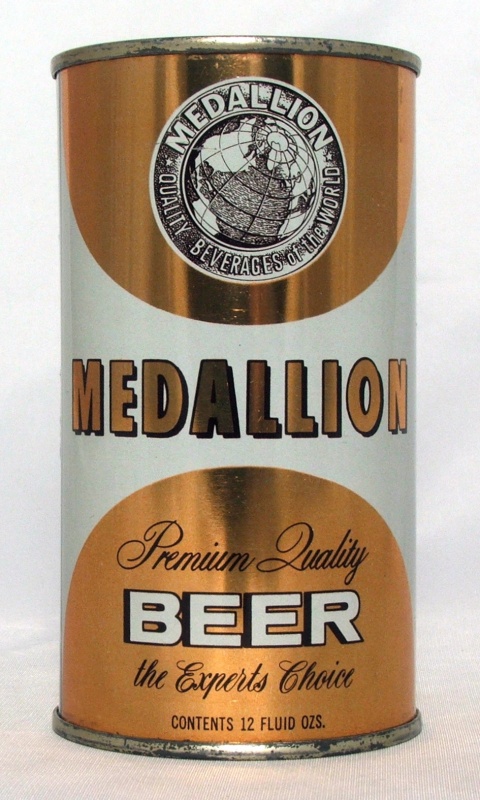 MEDALLION
QUALITY BEVERAGES of the WORLD
MEDALLION
Premium Quality
BEER
the Experts Choice
CONTENTS 12 FLUID OZS.